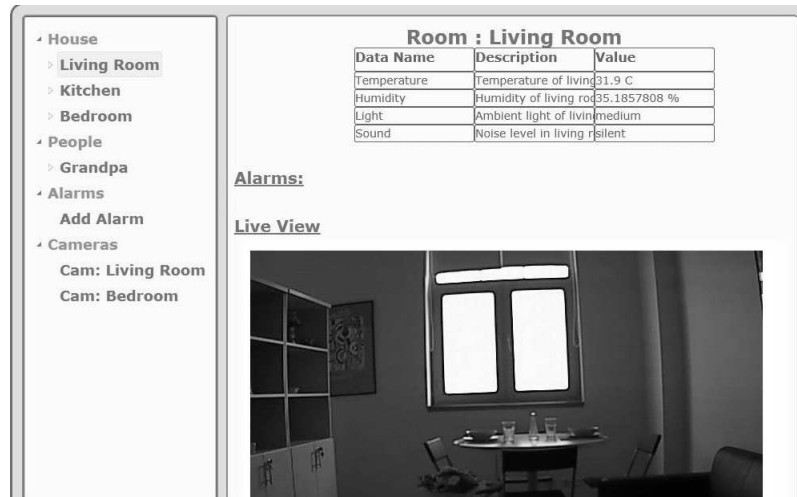 House
Living Room
Kitchen
Bedroom
People
Grandpa
Alarms
Add Alarm
Cameras
Cam: Living Room
Cam: Bedroom
Room : Living Room
Data Name Description Value
Temperature Temperature of living 31.9 C
Humidity Humidity of living roo 35.1857808 %
Light Ambient light of livin medium
Sound Noise level in living r silent
Alarms:
Live View